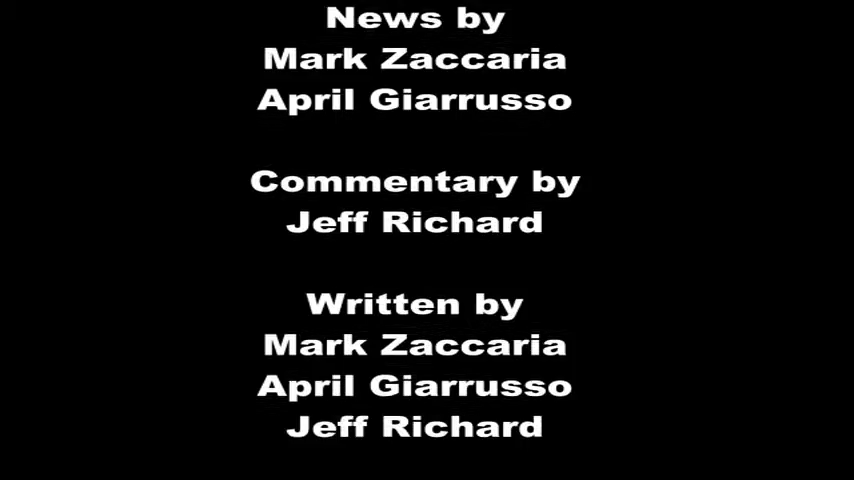 News by
Mark Zaccaria
April Giarrusso
Commentary by
Jeff Richard
Written by
Mark Zaccaria
April Giarrusso
Jeff Richard